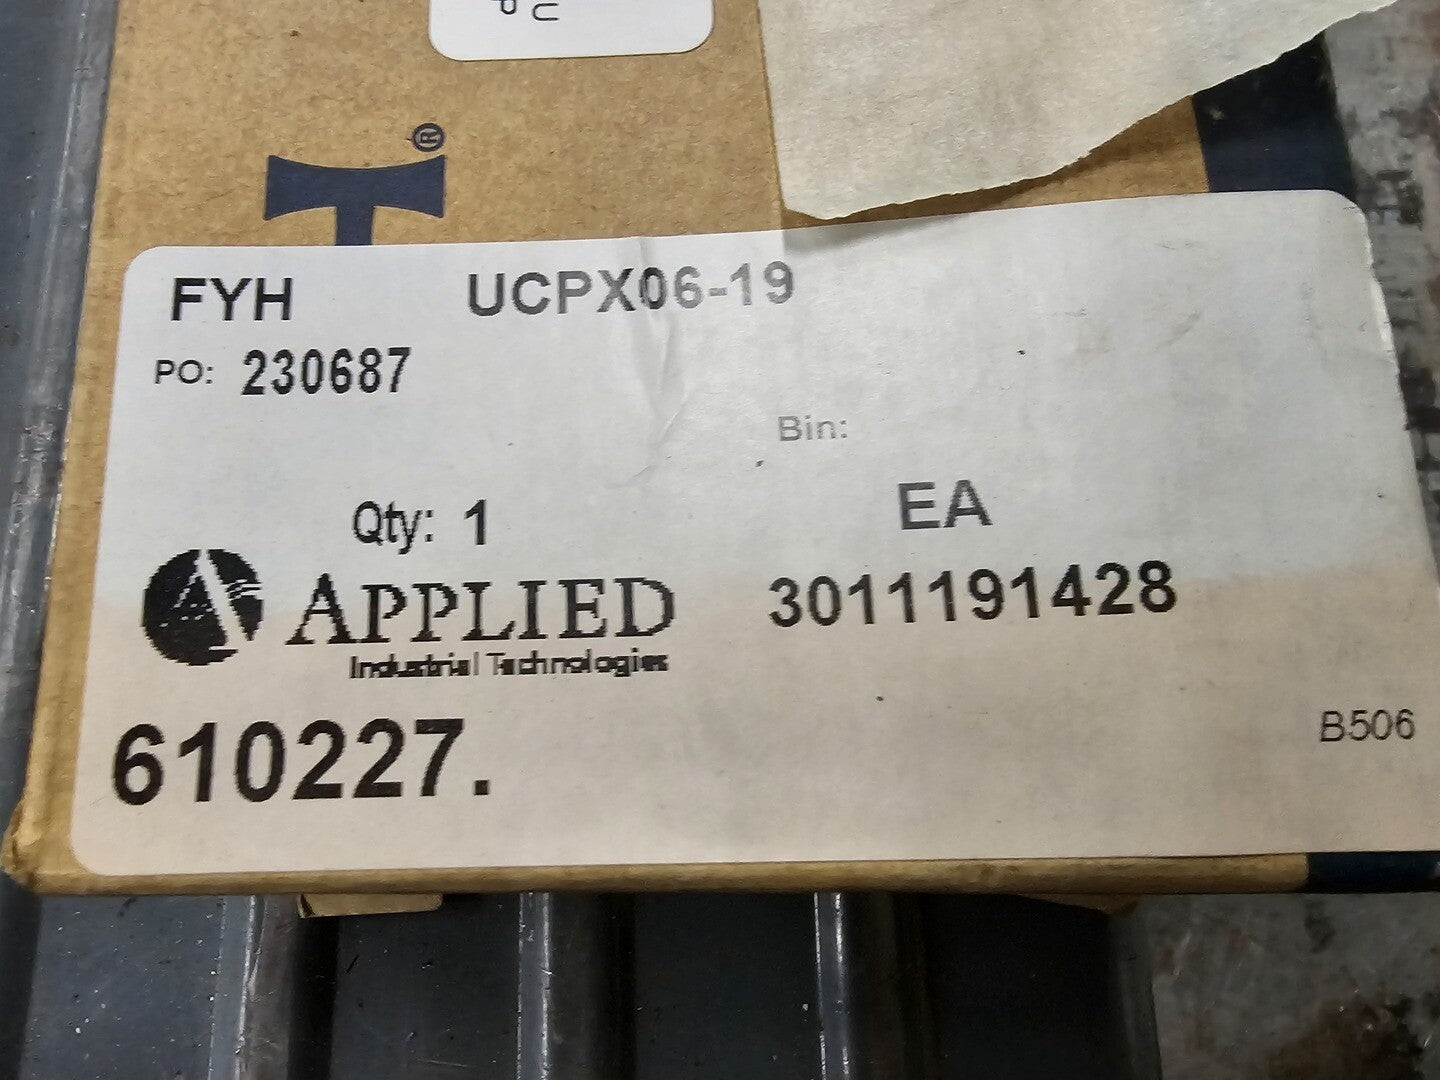 U
P
T®
FYH UCPX06-19
PO: 230687
Bin:
Qty: 1 EA
APPLIED 3011191428
Industrial Technologies
610227.
B506